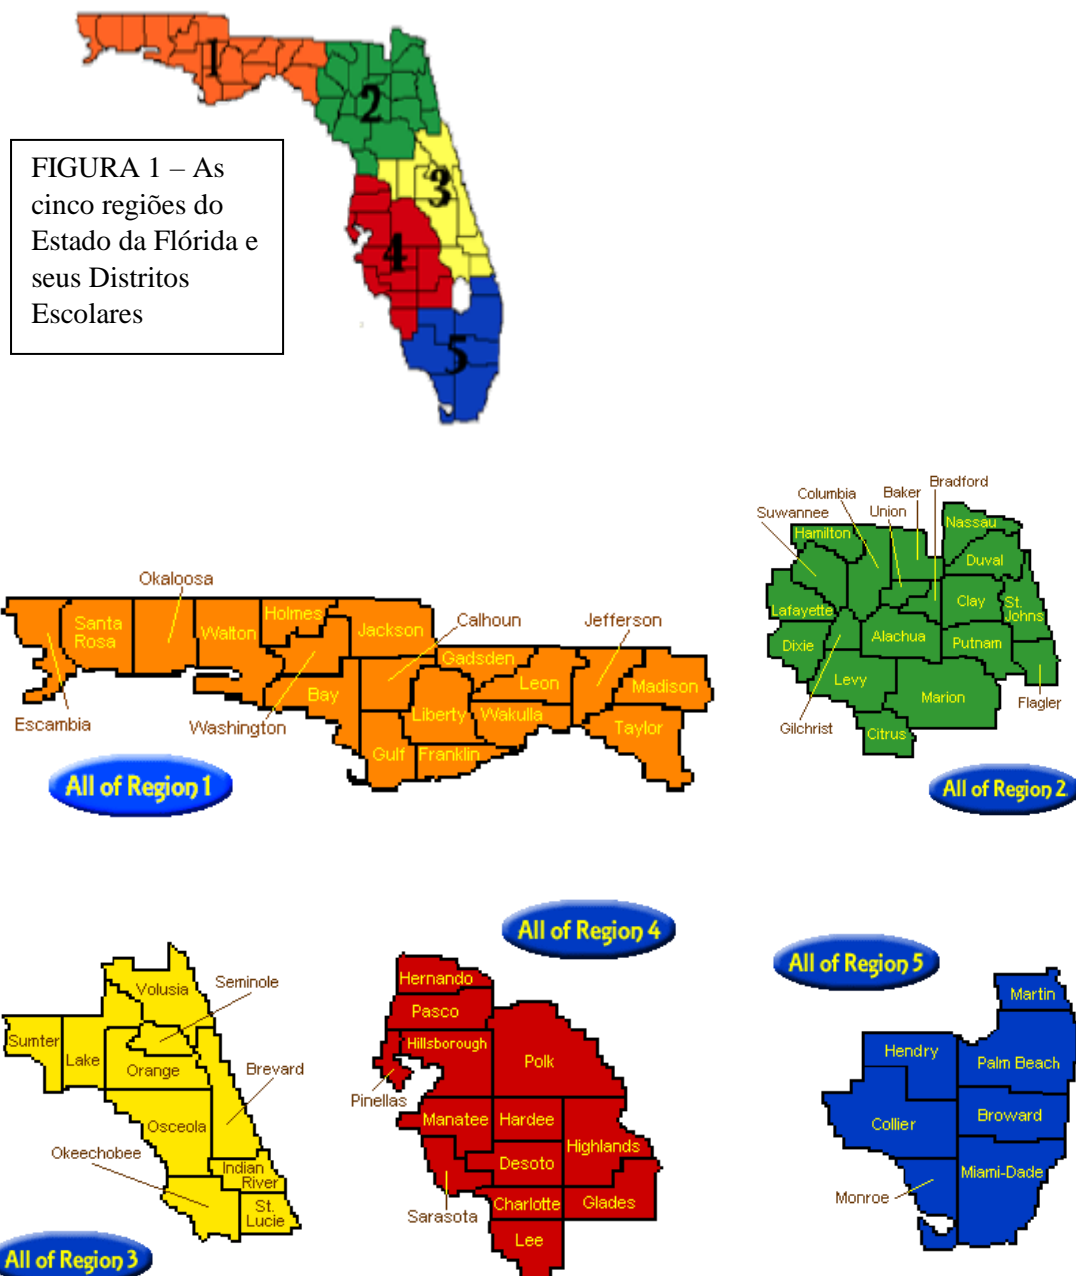 1
2
3
4
5
FIGURA 1 – As
cinco regiões do
Estado da Flórida e
seus Distritos
Escolares
Okaloosa
Holmes
Santa
Rosa
Walton
Jackson
Calhoun
Jefferson
Gadsden
Leon
Madison
Bay
Liberty
Wakulla
Taylor
Escambia
Washington
Gulf
Franklin
All of Region 1
Columbia
Baker
Bradford
Suwannee
Union
Hamilton
Nassau
Duval
Lafayette
Clay
St.
Johns
Dixie
Alachua
Putnam
Levy
Marion
Flagler
Gilchrist
Citrus
All of Region 2
Volusia
Seminole
Sumter
Lake
Orange
Brevard
Osceola
Okeechobee
Indian
River
St.
Lucie
All of Region 3
All of Region 4
Hernando
Pasco
Hillsborough
Polk
Pinellas
Manatee
Hardee
Highlands
Desoto
Sarasota
Charlotte
Glades
Lee
All of Region 5
Martin
Hendry
Palm Beach
Collier
Broward
Miami-Dade
Monroe